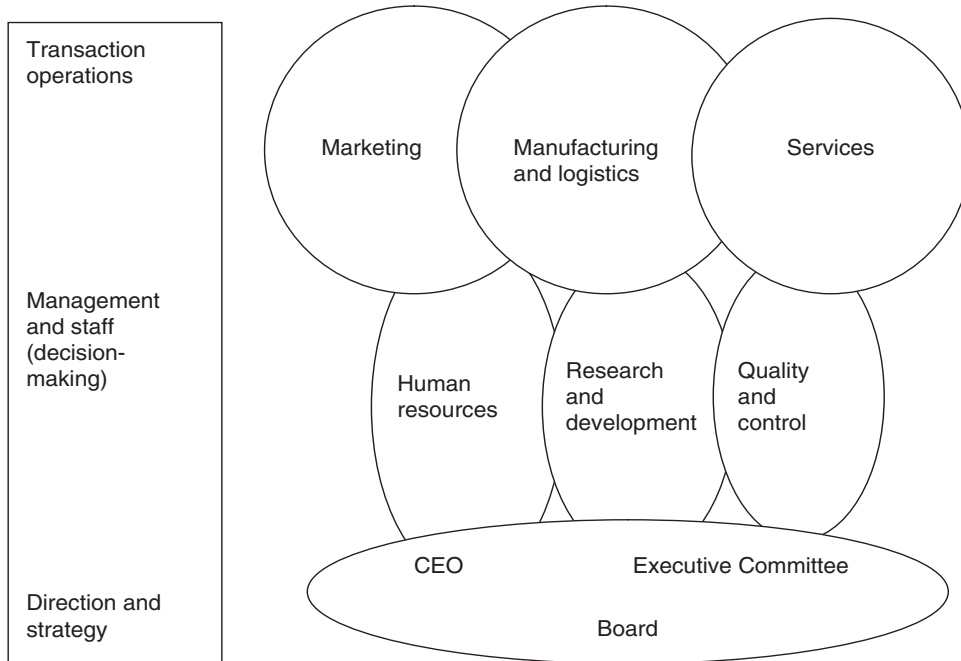 Transaction
operations
Marketing
Manufacturing
and logistics
Services
Management
and staff
(decision-
making)
Human
resources
Research
and
development
Quality
and
control
Direction and
strategy
CEO
Executive Committee
Board